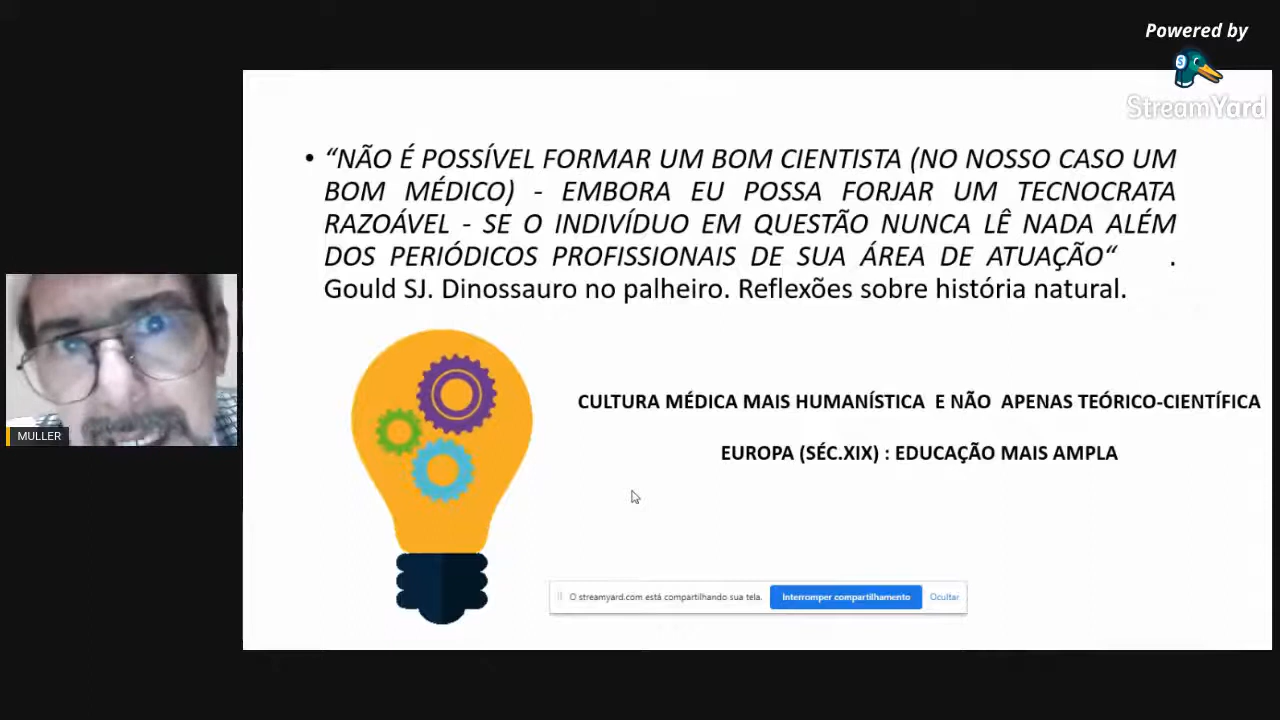 Powered by
StreamYard
• “NÃO É POSSÍVEL FORMAR UM BOM CIENTISTA (NO NOSSO CASO UM
BOM MÉDICO) - EMBORA EU POSSA FORJAR UM TECNOCRATA
RAZOÁVEL - SE O INDIVÍDUO EM QUESTÃO NUNCA LÊ NADA ALÉM
DOS PERIÓDICOS PROFISSIONAIS DE SUA ÁREA DE ATUAÇÃO“ .
Gould SJ. Dinossauro no palheiro. Reflexões sobre história natural.
CULTURA MÉDICA MAIS HUMANÍSTICA E NÃO APENAS TEÓRICO-CIENTÍFICA
EUROPA (SÉC.XIX) : EDUCAÇÃO MAIS AMPLA
MULLER
O streamyard.com está compartilhando sua tela. Interromper compartilhamento Ocultar